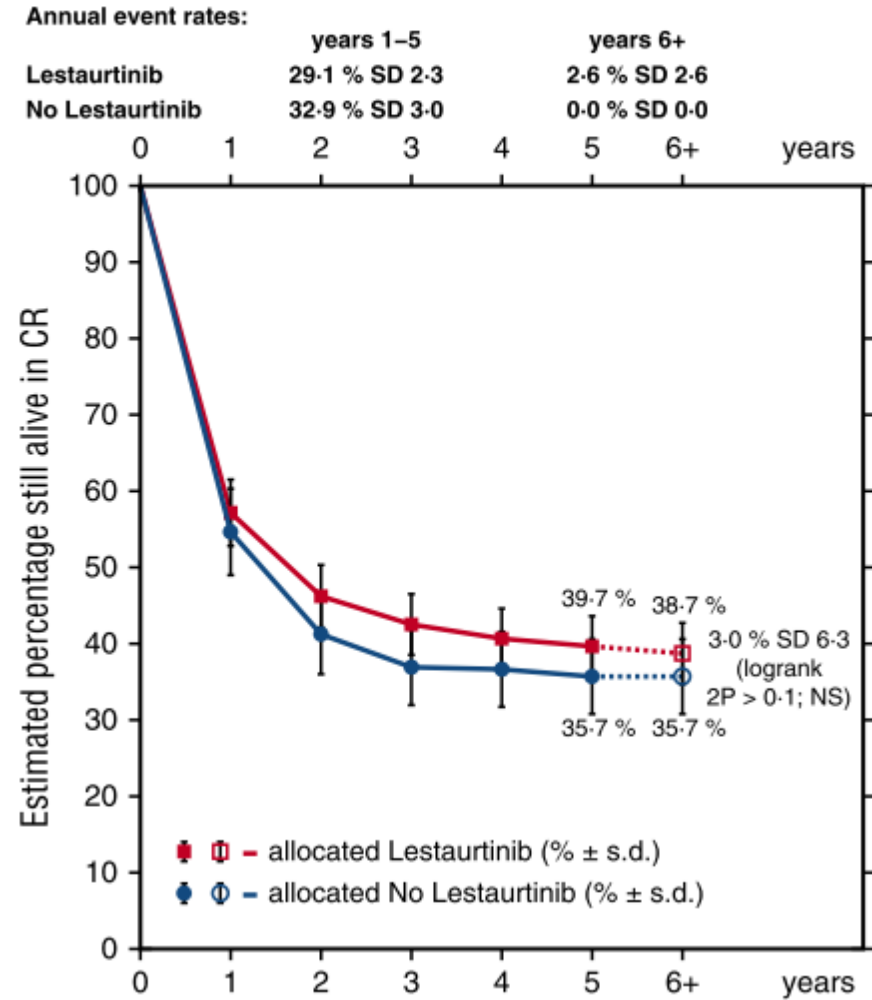 Annual event rates:
years 1–5 years 6+
Lestaurtinib 29·1 % SD 2·3 2·6 % SD 2·6
No Lestaurtinib 32·9 % SD 3·0 0·0 % SD 0·0
0 1 2 3 4 5 6+ years
100
90
80
70
60
50
40
30
20
10
0
Estimated percentage still alive in CR
39·7 % 38·7 %
3·0 % SD 6·3
(logrank
2P > 0·1; NS)
35·7 % 35·7 %
allocated Lestaurtinib (% ± s.d.)
allocated No Lestaurtinib (% ± s.d.)
0 1 2 3 4 5 6+ years